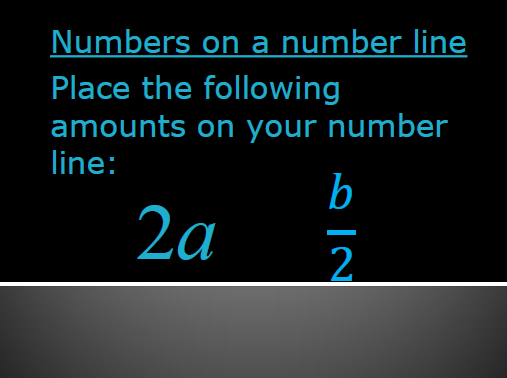 Numbers on a number line
Place the following
amounts on your number
line:
2a
b
2